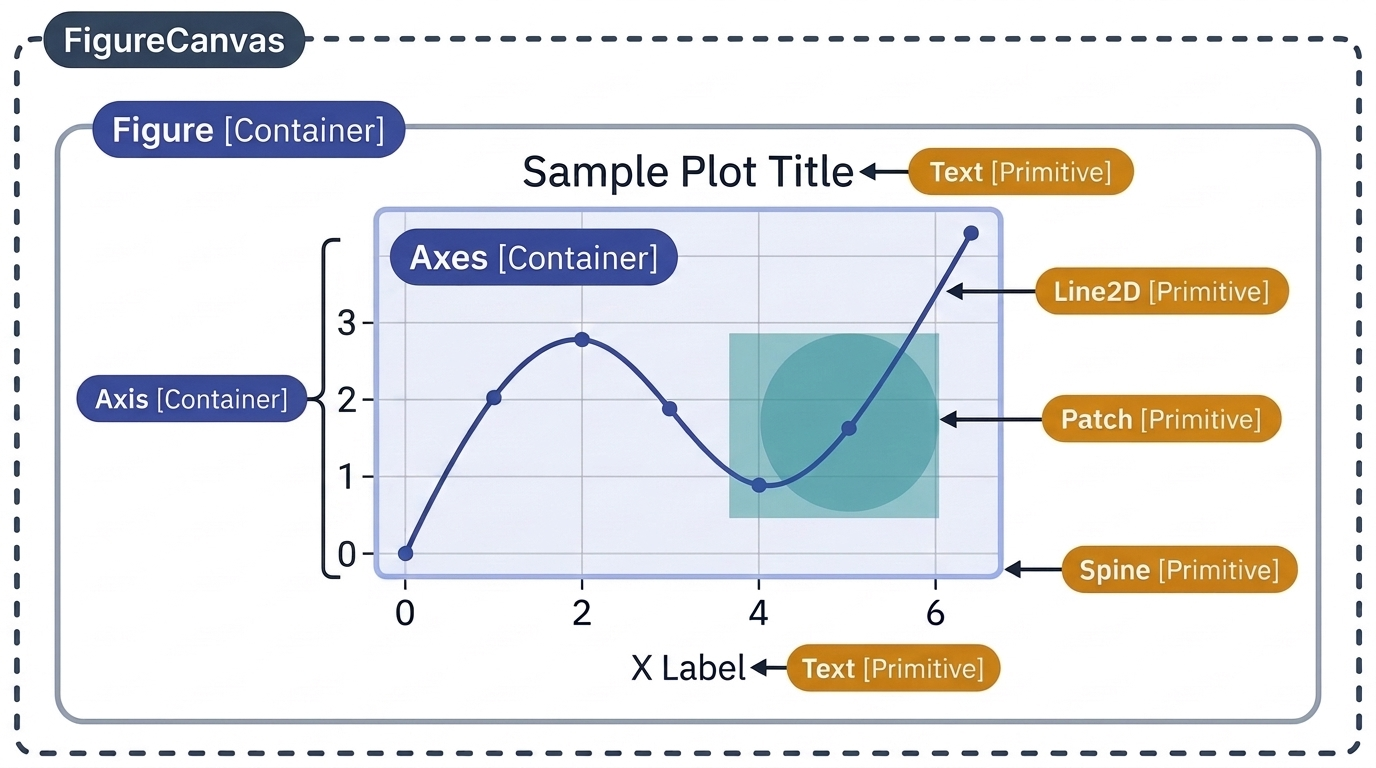 FigureCanvas
Figure [Container]
Sample Plot Title
Text [Primitive]
Axes [Container]
Line2D [Primitive]
3
Axis [Container]
2
Patch [Primitive]
1
0
Spine [Primitive]
0 2 4 6
X Label
Text [Primitive]